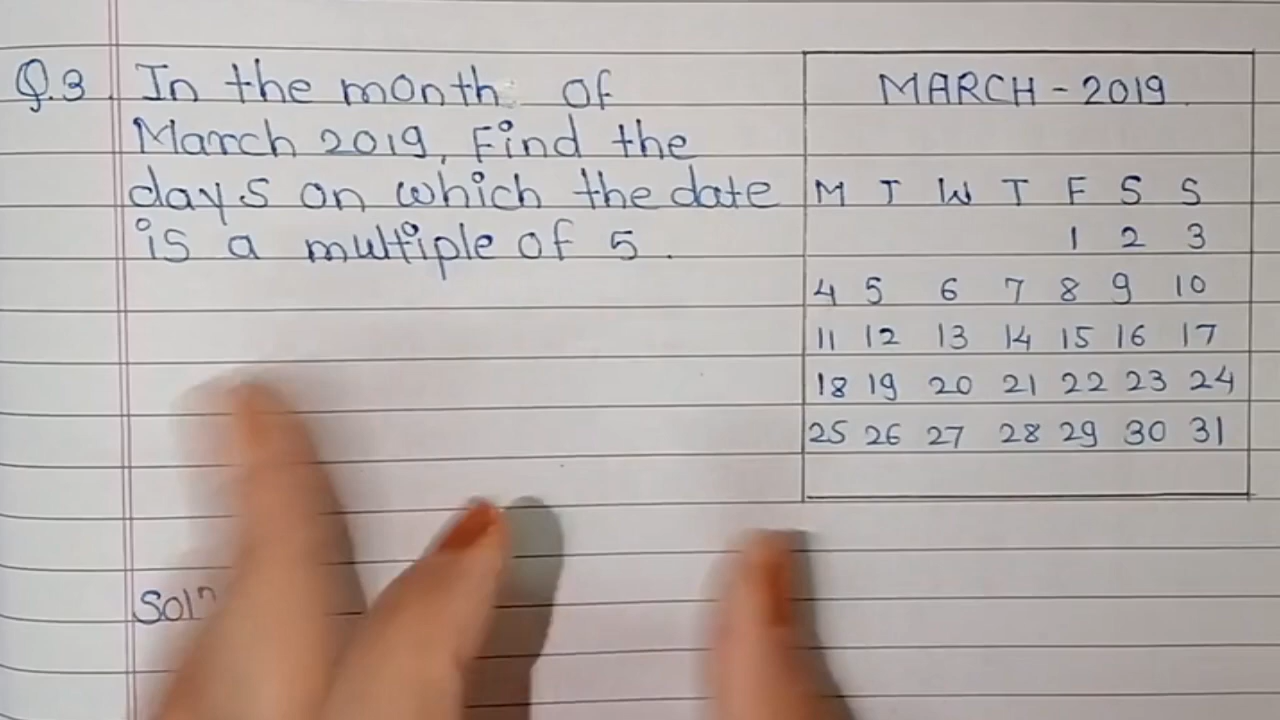 Q.3 In the month of
March 2019, Find the
days on which the date
is a multiple of 5.
MARCH - 2019
M T W T F S S
1 2 3
4 5 6 7 8 9 10
11 12 13 14 15 16 17
18 19 20 21 22 23 24
25 26 27 28 29 30 31
Solⁿ